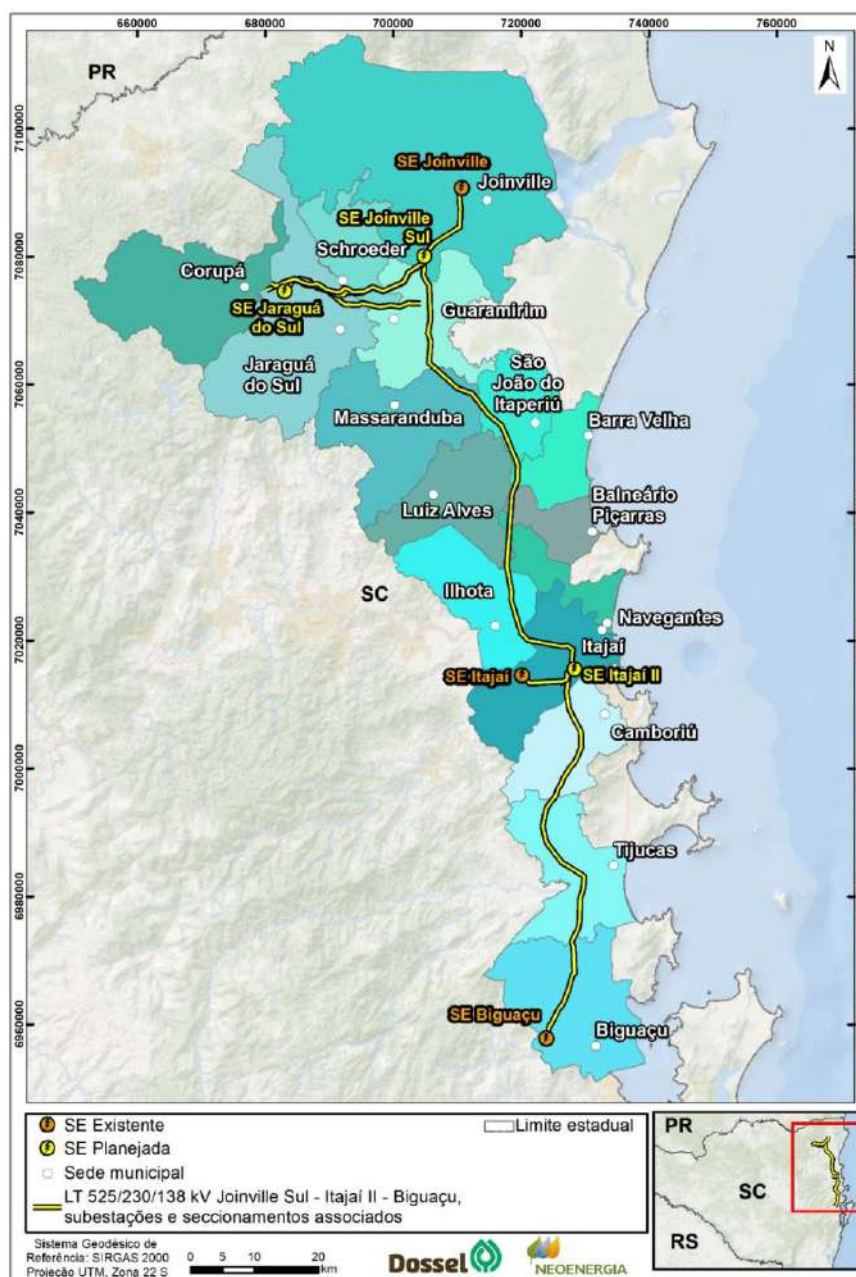 660000 680000 700000 720000 740000 760000
N
PR
7100000
SE Joinville
Joinville
SE Joinville
Sul
7080000
Schroeder
Corupá
SE Jaraguá
do Sul
Guaramirim
Jaraguá
do Sul
São
João do
Itaperiú
7060000
Massaranduba
Barra Velha
Balneário
Piçarras
7040000
Luiz Alves
SC
Ilhota
Navegantes
7020000
Itajaí
SE Itajaí
SE Itajaí II
Camboriú
7000000
Tijucas
6980000
SE Biguaçu
6960000
Biguaçu
SE Existente
Limite estadual
SE Planejada
Sede municipal
LT 525/230/138 kV Joinville Sul - Itajaí II - Biguaçu,
subestações e seccionamentos associados
PR
SC
RS
Sistema Geodésico de
Referência: SIRGAS 2000
Projeção UTM. Zona 22 S
0 5 10 20
km
Dossel
NEOENERGIA